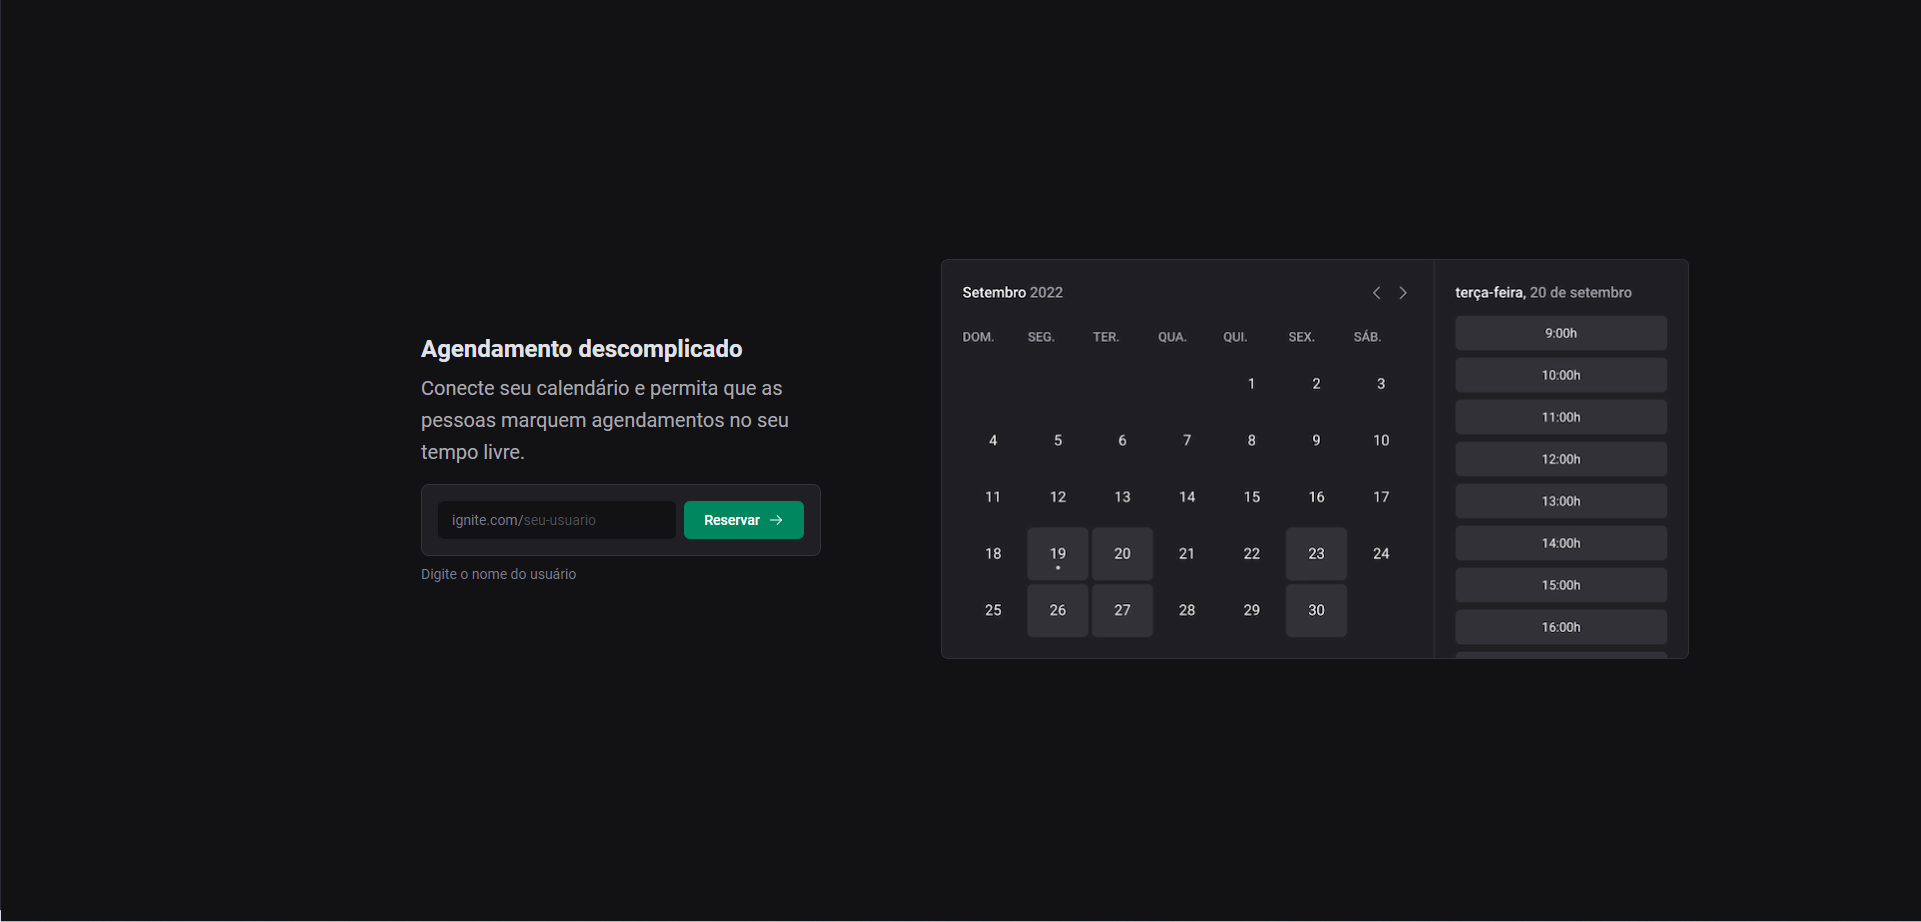 Agendamento descomplicado
Conecte seu calendário e permita que as
pessoas marquem agendamentos no seu
tempo livre.
ignite.com/seu-usuario
Reservar
Digite o nome do usuário
Setembro 2022
DOM. SEG. TER. QUA. QUI. SEX. SÁB.
1 2 3
4 5 6 7 8 9 10
11 12 13 14 15 16 17
18 19 20 21 22 23 24
25 26 27 28 29 30
terça-feira, 20 de setembro
9:00h
10:00h
11:00h
12:00h
13:00h
14:00h
15:00h
16:00h